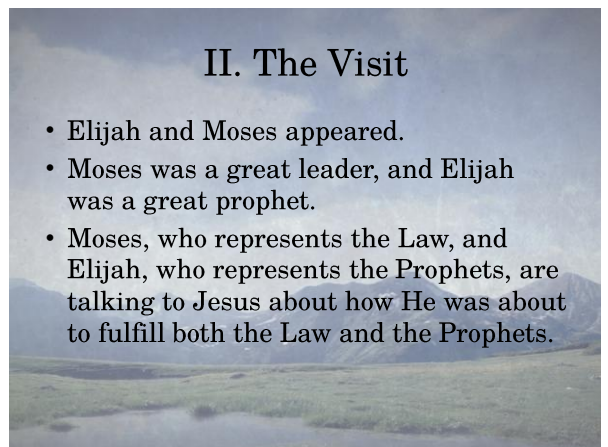 II. The Visit
• Elijah and Moses appeared.
• Moses was a great leader, and Elijah
was a great prophet.
• Moses, who represents the Law, and
Elijah, who represents the Prophets, are
talking to Jesus about how He was about
to fulfill both the Law and the Prophets.